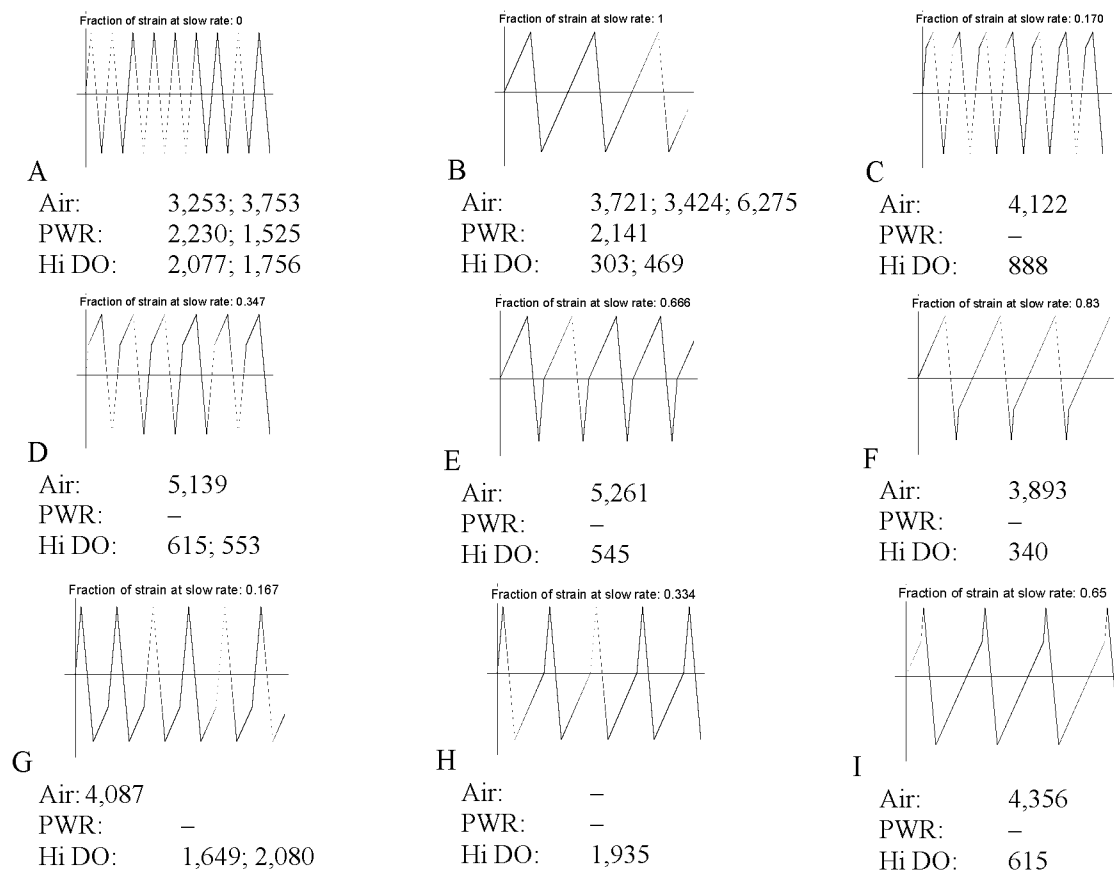 Fraction of strain at slow rate: 0
A
Air: 3,253; 3,753
PWR: 2,230; 1,525
Hi DO: 2,077; 1,756
Fraction of strain at slow rate: 1
B
Air: 3,721; 3,424; 6,275
PWR: 2,141
Hi DO: 303; 469
Fraction of strain at slow rate: 0.170
C
Air: 4,122
PWR: –
Hi DO: 888
Fraction of strain at slow rate: 0.347
D
Air: 5,139
PWR: –
Hi DO: 615; 553
Fraction of strain at slow rate: 0.666
E
Air: 5,261
PWR: –
Hi DO: 545
Fraction of strain at slow rate: 0.83
F
Air: 3,893
PWR: –
Hi DO: 340
Fraction of strain at slow rate: 0.167
G
Air: 4,087
PWR: –
Hi DO: 1,649; 2,080
Fraction of strain at slow rate: 0.334
H
Air: –
PWR: –
Hi DO: 1,935
Fraction of strain at slow rate: 0.65
I
Air: 4,356
PWR: –
Hi DO: 615